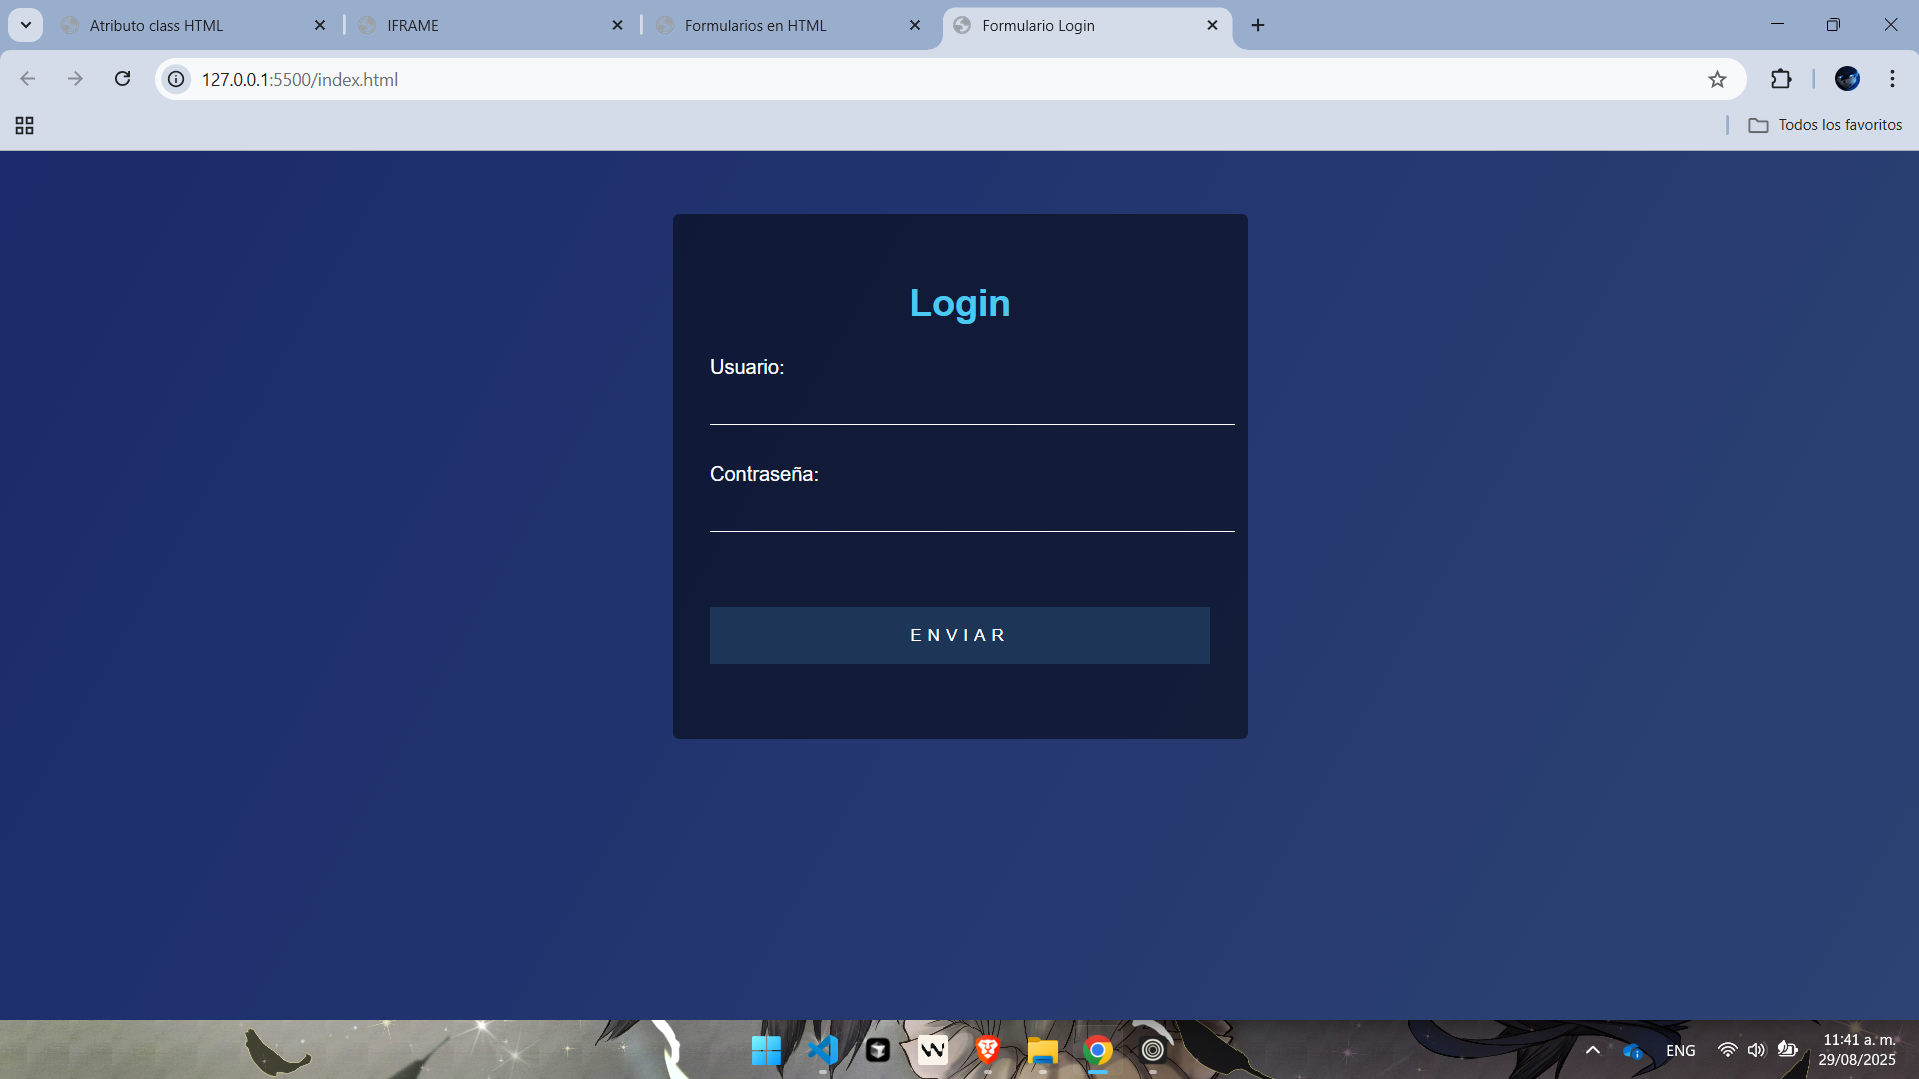 Atributo class HTML
IFRAME
Formularios en HTML
Formulario Login
127.0.0.1:5500/index.html
Todos los favoritos
Login
Usuario:
Contraseña:
ENVIAR
ENG
11:41 a. m.
29/08/2025